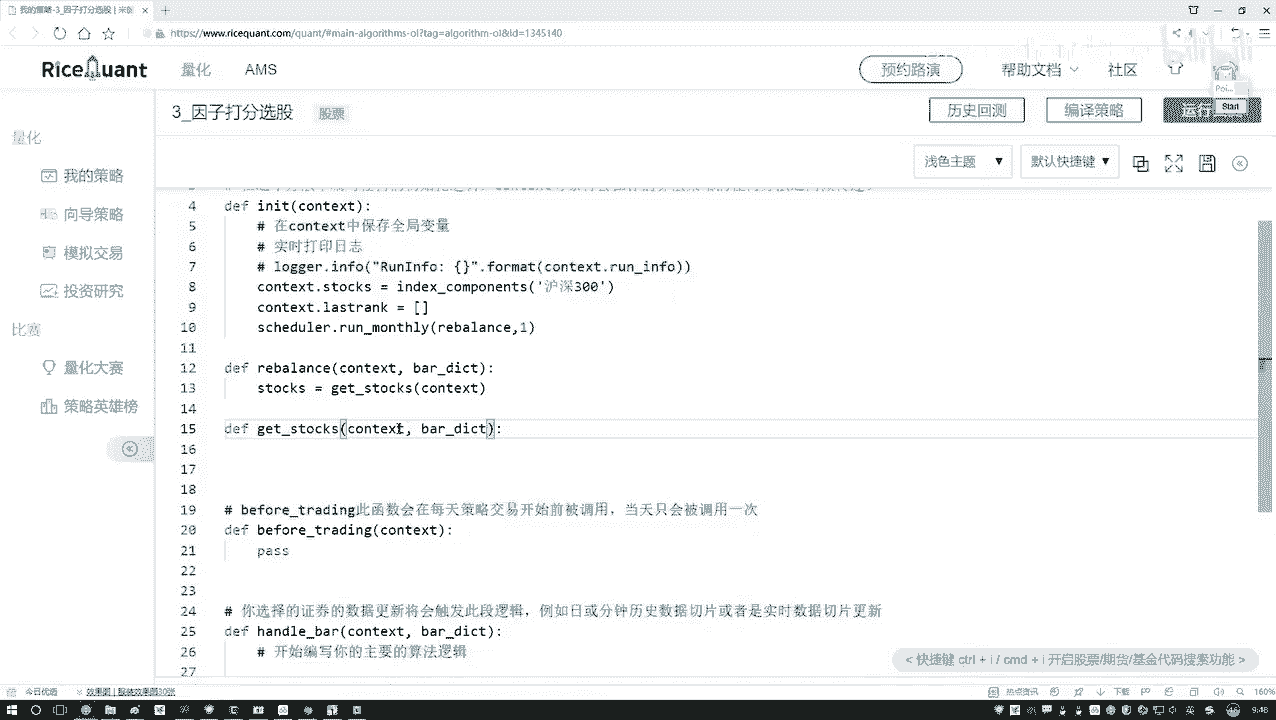 我的策略-3_因子打分选股 | 米
https://www.ricequant.com/quant/#main-algorithms-ol?tag=algorithm-ol&id=1345140
bilibili
RiceQuant
量化
AMS
预约路演
帮助文档
社区
Poi...
Start
3_因子打分选股
股票
历史回测
编译策略
浅色主题
默认快捷键
量化
我的策略
向导策略
模拟交易
投资研究
比赛
量化大赛
策略英雄榜
4 def init(context):
5 # 在context中保存全局变量
6 # 实时打印日志
7 # logger.info("RunInfo: {}".format(context.run_info))
8 context.stocks = index_components('沪深300')
9 context.lastrank = []
10 scheduler.run_monthly(rebalance,1)
11
12 def rebalance(context, bar_dict):
13 stocks = get_stocks(context)
14
15 def get_stocks(context, bar_dict):
16
17
18
19 # before_trading此函数会在每天策略交易开始前被调用，当天只会被调用一次
20 def before_trading(context):
21 pass
22
23
24 # 你选择的证券的数据更新将会触发此段逻辑，例如日或分钟历史数据切片或者是实时数据切片更新
25 def handle_bar(context, bar_dict):
26 # 开始编写你的主要的算法逻辑
27
< 快捷键 ctrl + i / cmd + i 开启股票/期货/基金代码搜索功能 >
今日优选
热点资讯
下载
160%
9:48